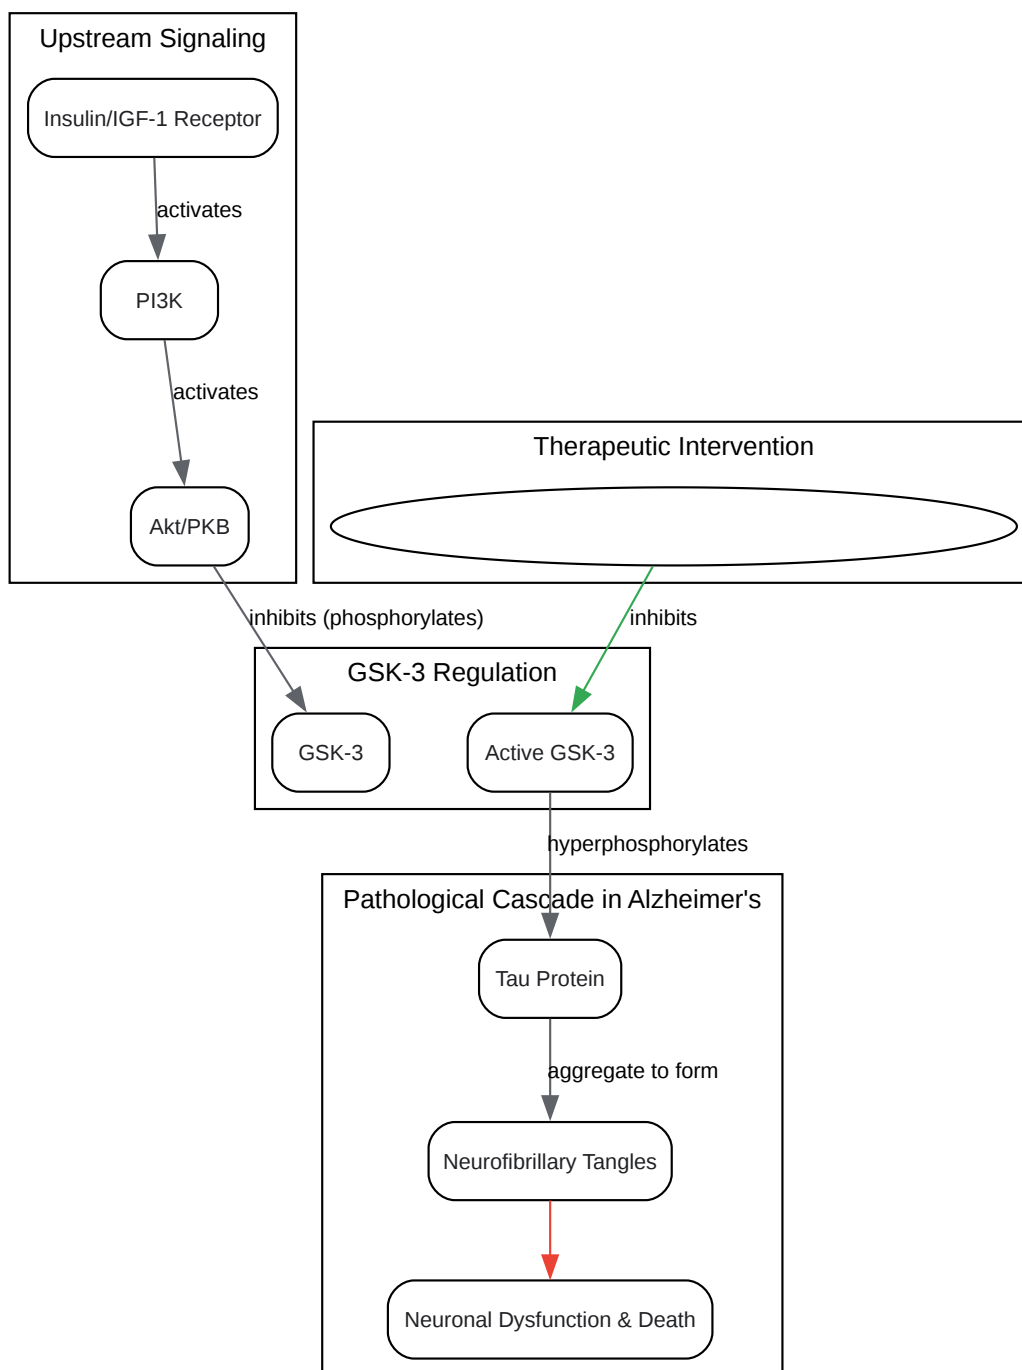 Upstream Signaling
Insulin/IGF-1 Receptor
activates
PI3K
activates
Akt/PKB
Therapeutic Intervention
inhibits (phosphorylates)
inhibits
GSK-3 Regulation
GSK-3
Active GSK-3
hyperphosphorylates
Pathological Cascade in Alzheimer's
Tau Protein
aggregate to form
Neurofibrillary Tangles
Neuronal Dysfunction & Death